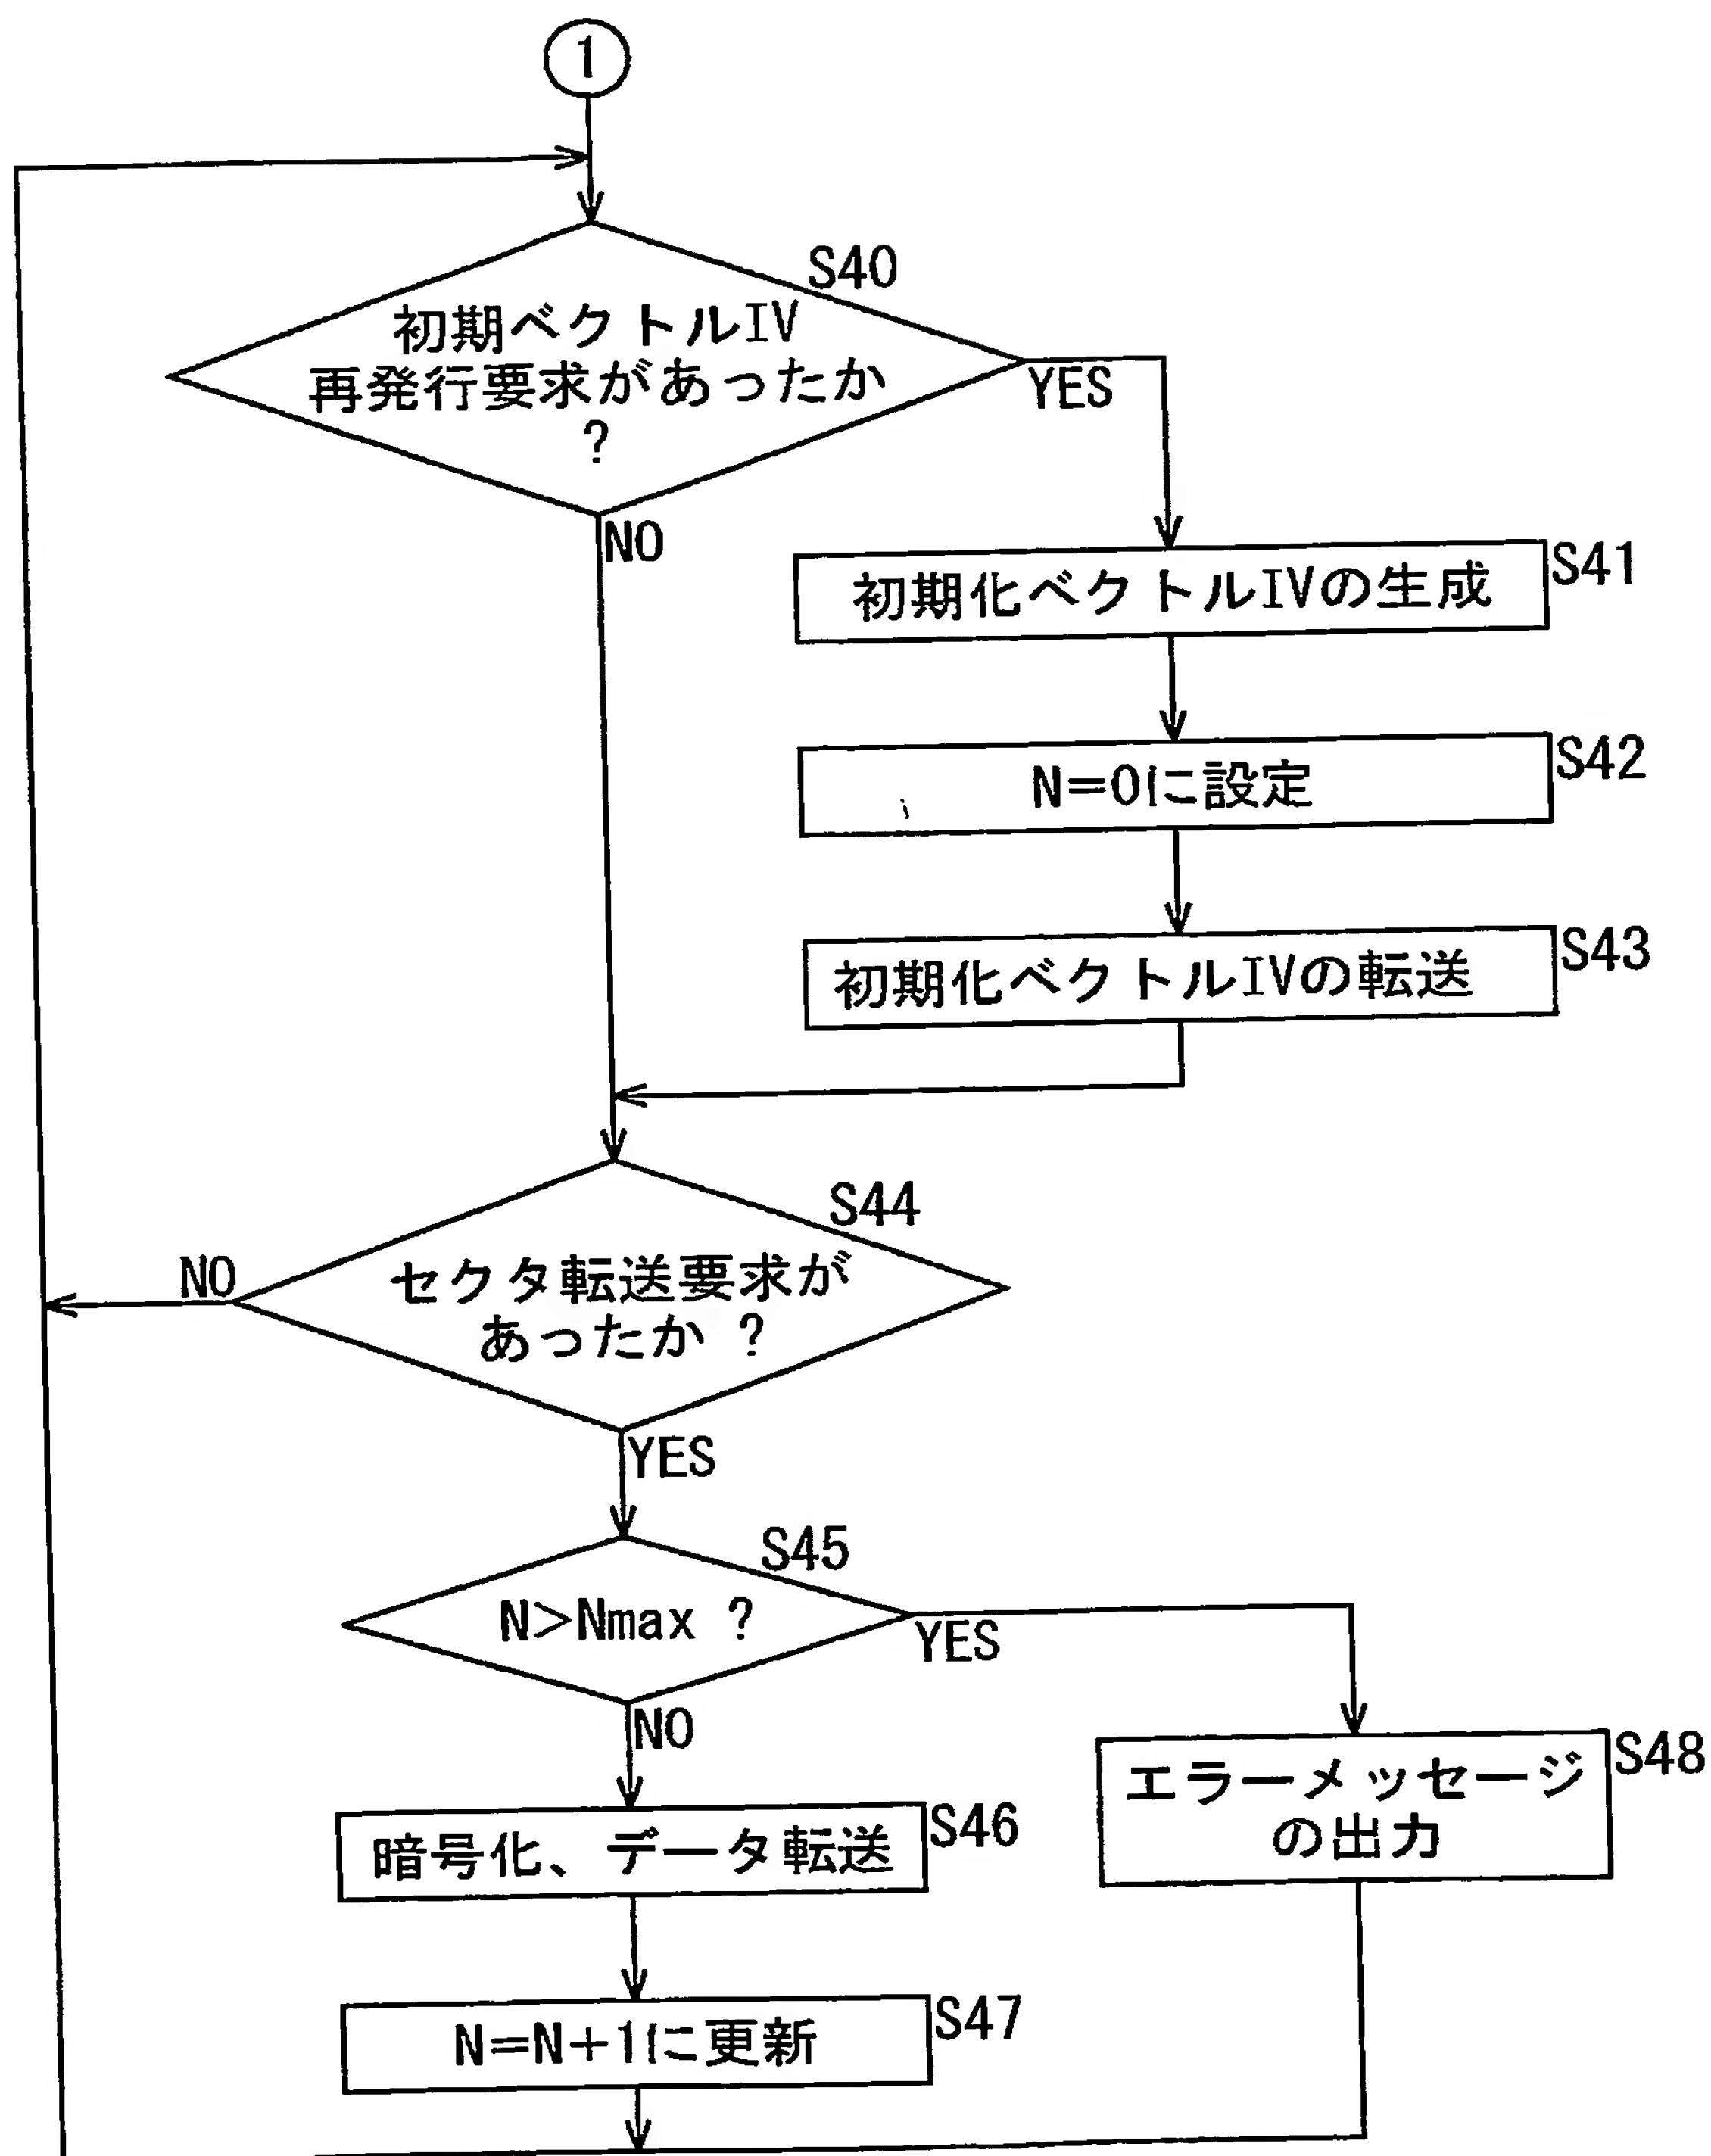 1
S40
初期ベクトルIV
再発行要求があったか
?
YES
NO
S41
初期化ベクトルIVの生成
S42
N=0に設定
S43
初期化ベクトルIVの転送
S44
NO
セクタ転送要求が
あったか ?
YES
S45
N>Nmax ?
YES
NO
S48
エラーメッセージ
の出力
S46
暗号化、データ転送
S47
N=N+1に更新